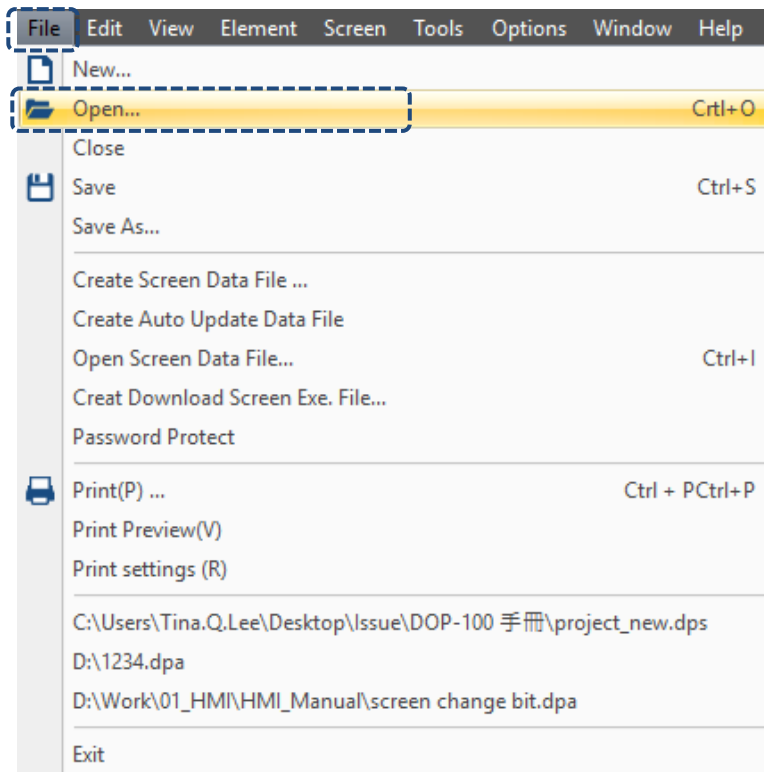 File Edit View Element Screen Tools Options Window Help
New...
Open... Crtl+O
Close
Save Ctrl+S
Save As...
Create Screen Data File ...
Create Auto Update Data File
Open Screen Data File... Ctrl+I
Creat Download Screen Exe. File...
Password Protect
Print(P) ... Ctrl + PCtrl+P
Print Preview(V)
Print settings (R)
C:\Users\Tina.Q.Lee\Desktop\Issue\DOP-100 手冊\project_new.dps
D:\1234.dpa
D:\Work\01_HMI\HMI_Manual\screen change bit.dpa
Exit